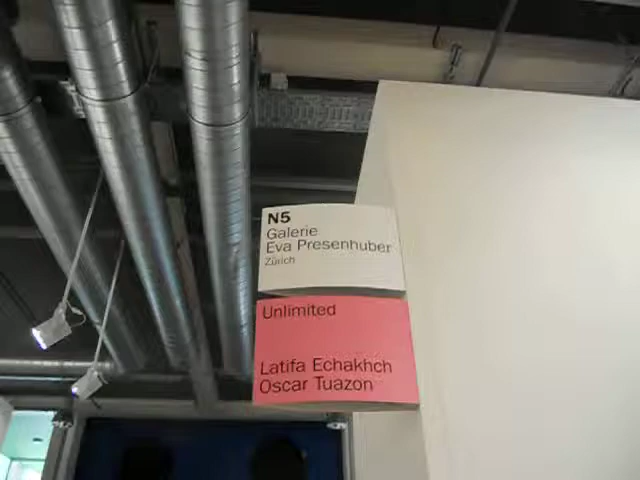 N5
Galerie
Eva Presenhuber
Zürich
Unlimited
Latifa Echakhch
Oscar Tuazon